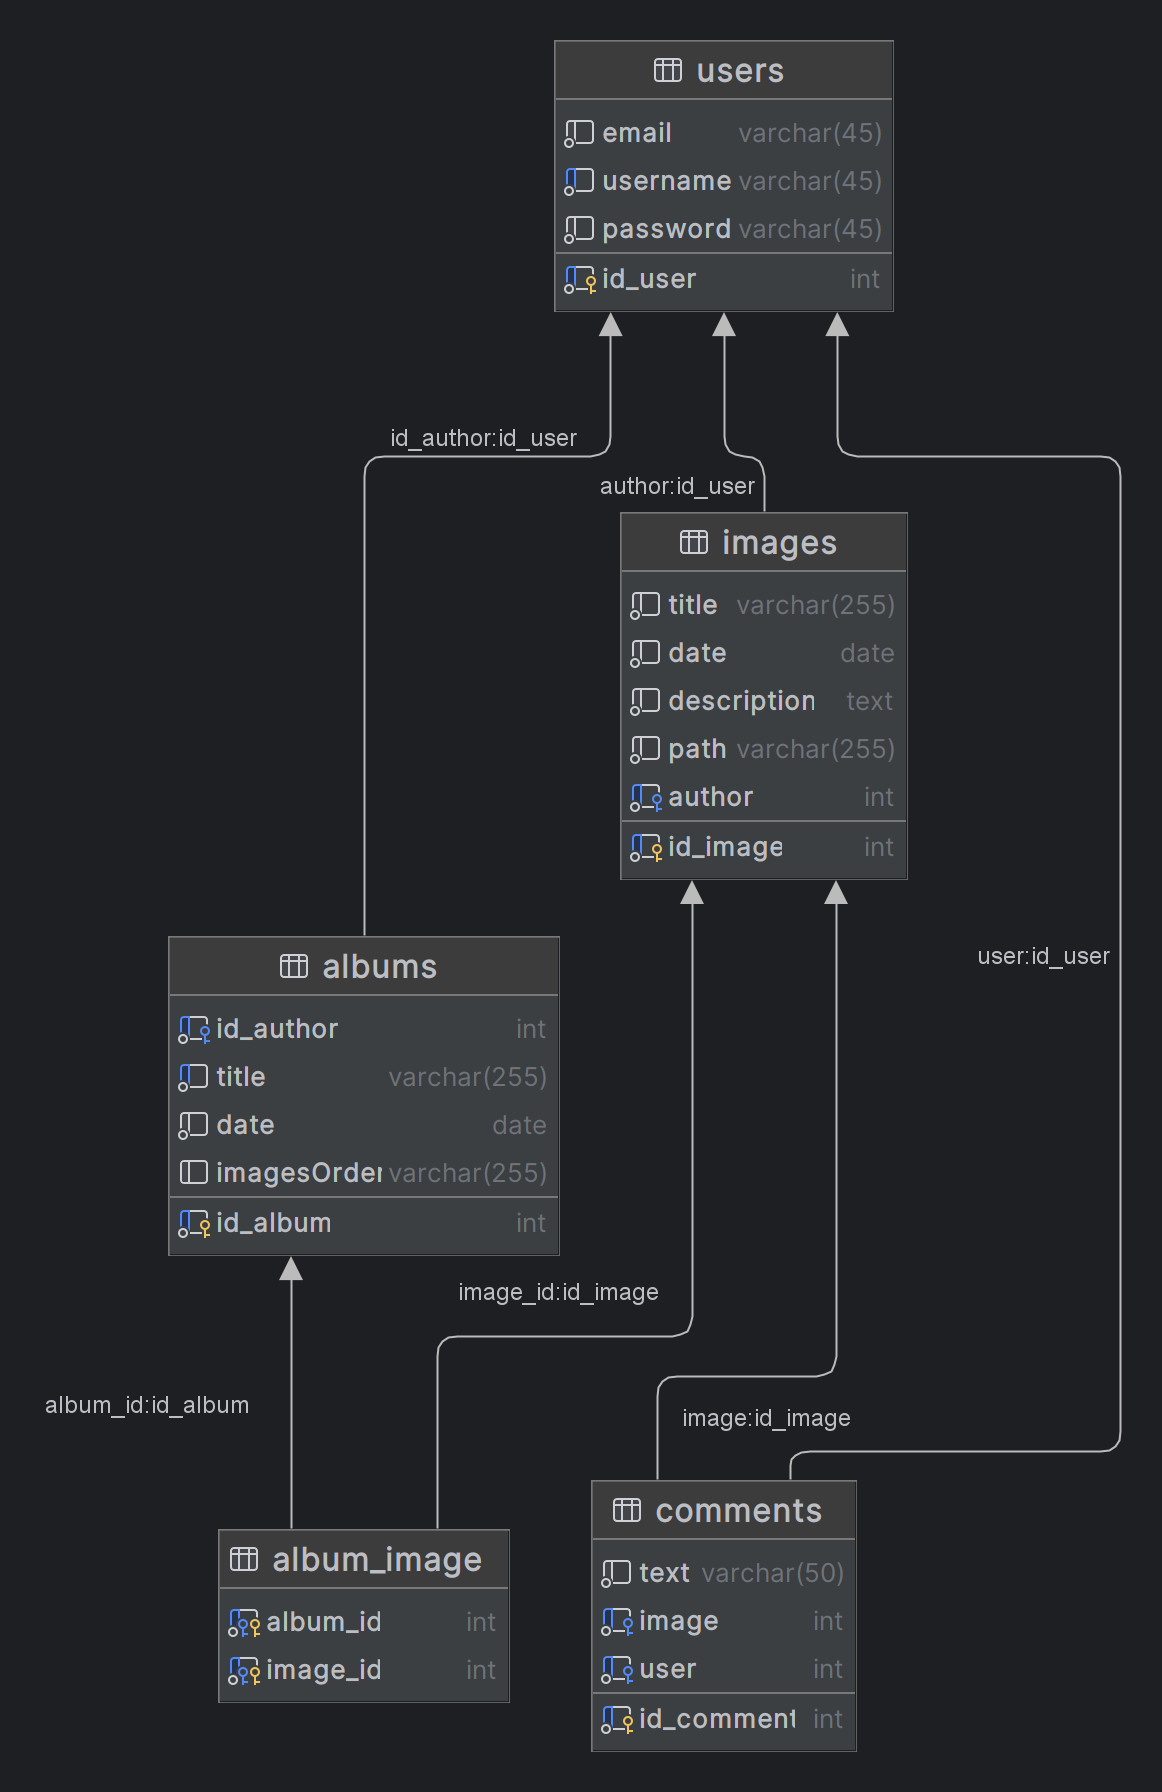 users
email varchar(45)
username varchar(45)
password varchar(45)
id_user int
id_author:id_user
author:id_user
images
title varchar(255)
date date
description text
path varchar(255)
author int
id_image int
albums
id_author int
title varchar(255)
date date
imagesOrder varchar(255)
id_album int
user:id_user
image_id:id_image
album_id:id_album
image:id_image
album_image
album_id int
image_id int
comments
text varchar(50)
image int
user int
id_comment int